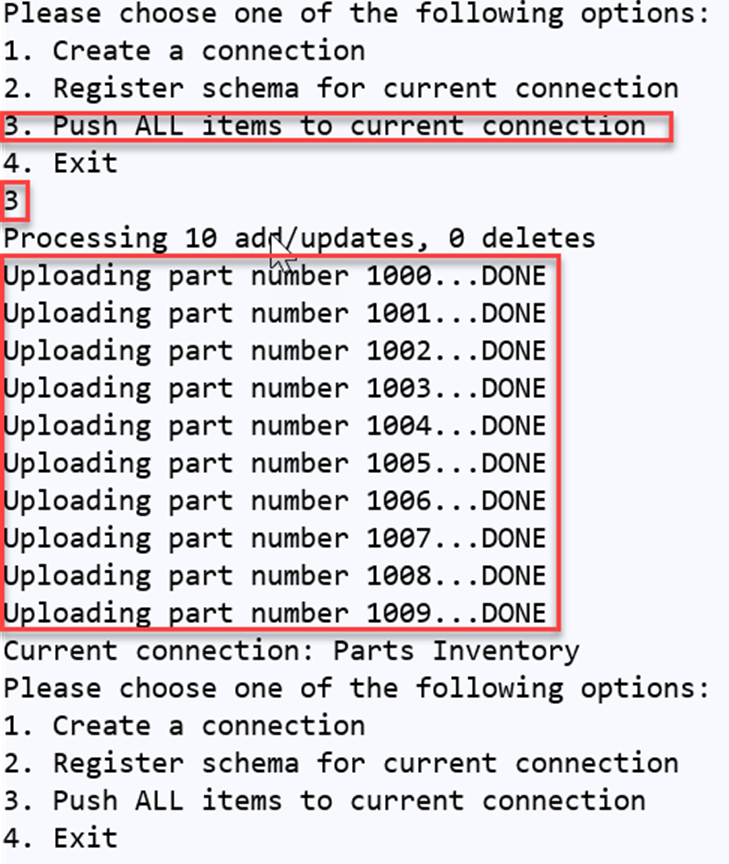 Please choose one of the following options:
1. Create a connection
2. Register schema for current connection
3. Push ALL items to current connection
4. Exit
3
Processing 10 add/updates, 0 deletes
Uploading part number 1000...DONE
Uploading part number 1001...DONE
Uploading part number 1002...DONE
Uploading part number 1003...DONE
Uploading part number 1004...DONE
Uploading part number 1005...DONE
Uploading part number 1006...DONE
Uploading part number 1007...DONE
Uploading part number 1008...DONE
Uploading part number 1009...DONE
Current connection: Parts Inventory
Please choose one of the following options:
1. Create a connection
2. Register schema for current connection
3. Push ALL items to current connection
4. Exit